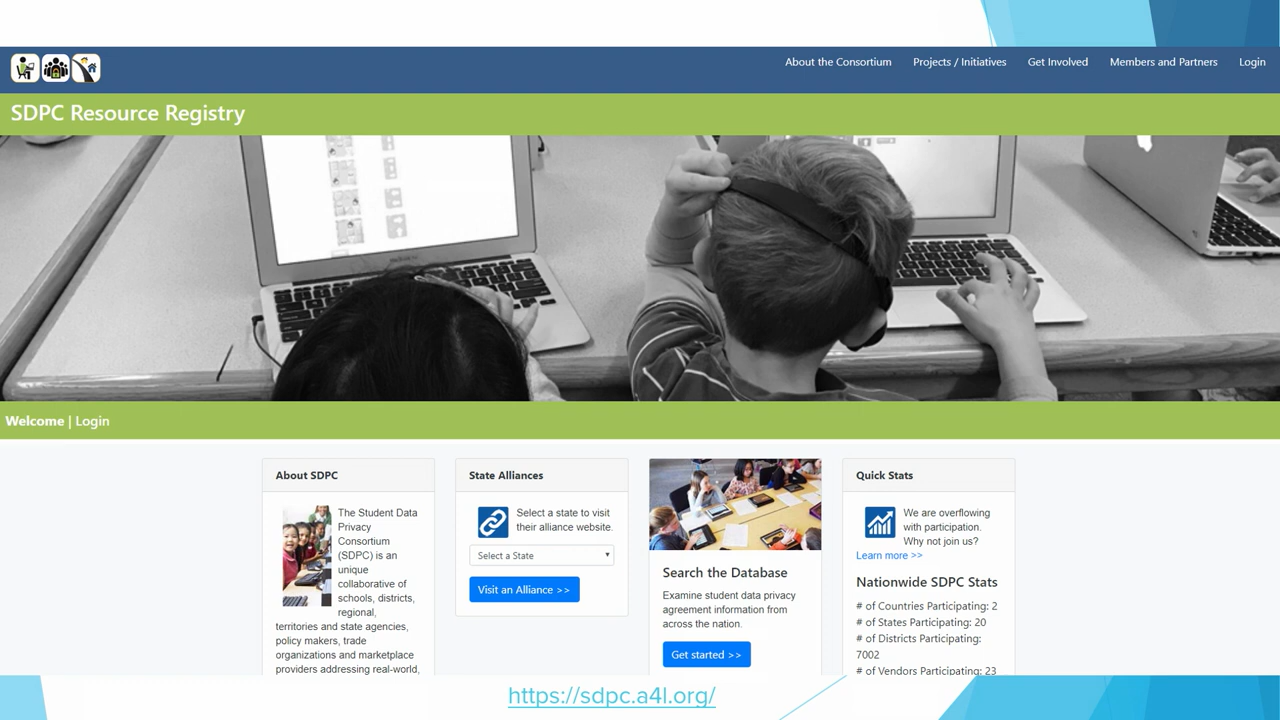 About the Consortium Projects / Initiatives Get Involved Members and Partners Login
SDPC Resource Registry
Welcome | Login
About SDPC
The Student Data
Privacy
Consortium
(SDPC) is an
unique
collaborative of
schools, districts,
regional,
territories and state agencies,
policy makers, trade
organizations and marketplace
providers addressing real-world,
State Alliances
Select a state to visit
their alliance website.
Select a State
Visit an Alliance >>
Search the Database
Examine student data privacy
agreement information from
across the nation.
Get started >>
Quick Stats
We are overflowing
with participation.
Why not join us?
Learn more >>
Nationwide SDPC Stats
# of Countries Participating: 2
# of States Participating: 20
# of Districts Participating:
7002
# of Vendors Participating: 23
https://sdpc.a4l.org/